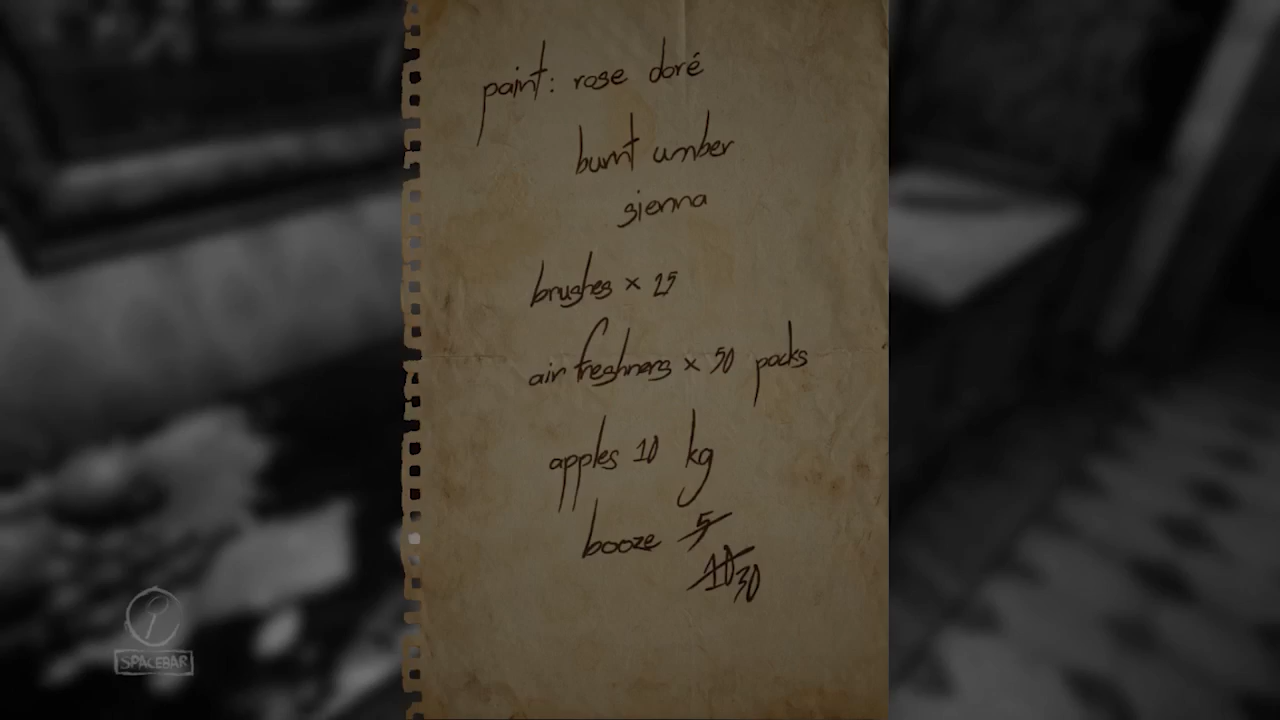 paint: rose doré
burnt umber
sienna
brushes × 25
air freshners × 50 packs
apples 10 kg
booze 5
10 30
SPACEBAR